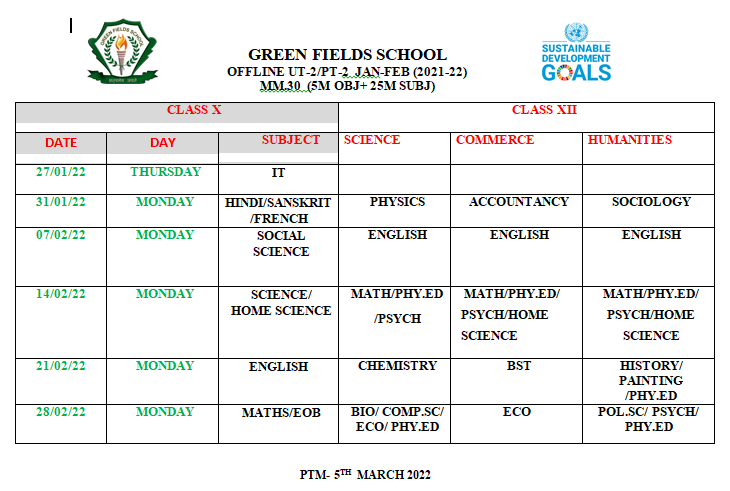 GREEN FIELDS SCHOOL
GREEN FIELDS SCHOOL
OFFLINE UT-2/PT-2 JAN-FEB (2021-22)
MM.30 (5M OBJ+ 25M SUBJ)
SUSTAINABLE
DEVELOPMENT
GOALS
CLASS X CLASS XII
DATE DAY SUBJECT SCIENCE COMMERCE HUMANITIES
27/01/22 THURSDAY IT
31/01/22 MONDAY HINDI/SANSKRIT PHYSICS ACCOUNTANCY SOCIOLOGY
/FRENCH
07/02/22 MONDAY SOCIAL ENGLISH ENGLISH ENGLISH
SCIENCE
14/02/22 MONDAY SCIENCE/ MATH/PHY.ED MATH/PHY.ED/ MATH/PHY.ED/
HOME SCIENCE /PSYCH PSYCH/HOME PSYCH/HOME
SCIENCE SCIENCE
21/02/22 MONDAY ENGLISH CHEMISTRY BST HISTORY/
PAINTING
/PHY.ED
28/02/22 MONDAY MATHS/EOB BIO/ COMP.SC/ ECO POL.SC/ PSYCH/
ECO/ PHY.ED PHY.ED
PTM- 5TH MARCH 2022